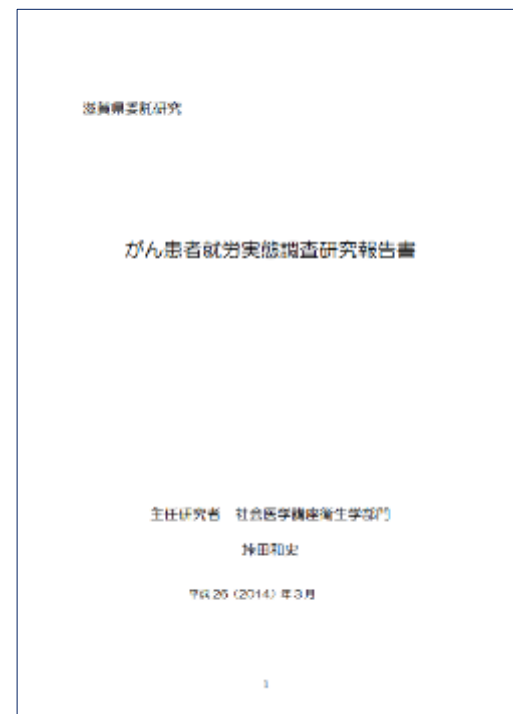 滋賀県委託研究
がん患者就労実態調査研究報告書
主任研究者 社会医学講座衛生学部門
垰田和史
平成 26（2014）年 3 月
1